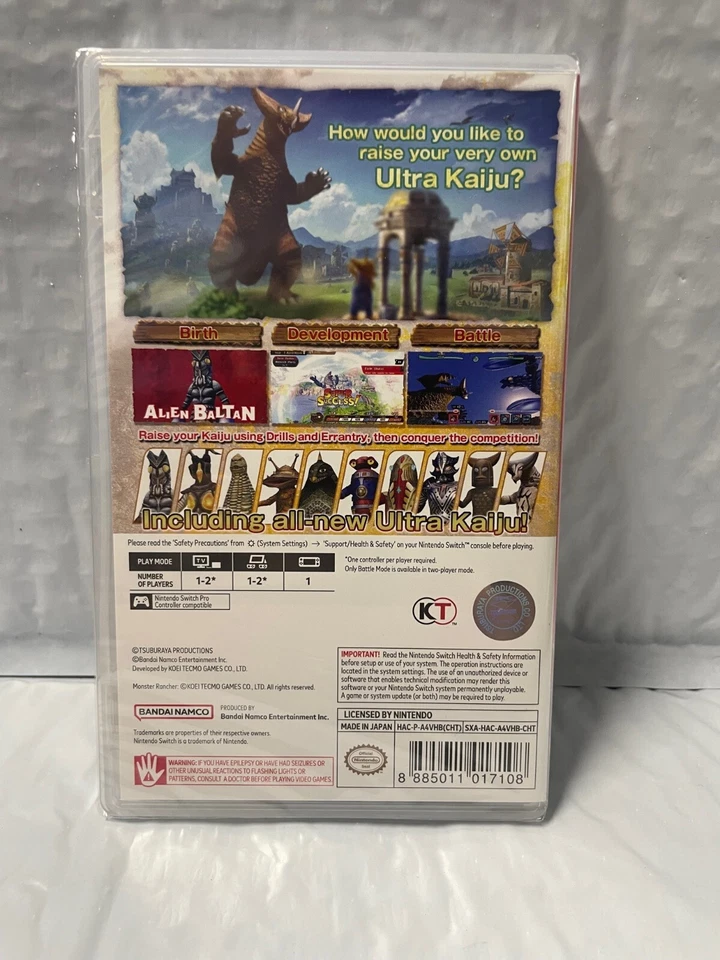 How would you like to
raise your very own
Ultra Kaiju?
Birth
Development
Battle
ALIEN BALTAN
SUCCESS!
Raise your Kaiju using Drills and Errantry, then conquer the competition!
Including all-new Ultra Kaiju!
Please read the 'Safety Precautions' from (System Settings) → 'Support/Health & Safety' on your Nintendo Switch™ console before playing.
PLAY MODE
TV
NUMBER
OF PLAYERS
1-2*
1-2*
1
*One controller per player required.
Only Battle Mode is available in two-player mode.
Nintendo Switch Pro
Controller compatible
KT
TM
TSUBURAYA PRODUCTIONS CO., LTD.
©TSUBURAYA PRODUCTIONS
©Bandai Namco Entertainment Inc.
Developed by KOEI TECMO GAMES CO., LTD.
Monster Rancher: ©KOEI TECMO GAMES CO., LTD. All rights reserved.
BANDAI NAMCO
PRODUCED BY
Bandai Namco Entertainment Inc.
Trademarks are properties of their respective owners.
Nintendo Switch is a trademark of Nintendo.
WARNING: IF YOU HAVE EPILEPSY OR HAVE HAD SEIZURES OR
OTHER UNUSUAL REACTIONS TO FLASHING LIGHTS OR
PATTERNS, CONSULT A DOCTOR BEFORE PLAYING VIDEO GAMES.
IMPORTANT! Read the Nintendo Switch Health & Safety Information
before setup or use of your system. The operation instructions are
located in the system settings. The use of an unauthorized device or
software that enables technical modification may render this
software or your Nintendo Switch system permanently unplayable.
A game or system update (or both) may be required to play.
LICENSED BY NINTENDO
MADE IN JAPAN
HAC-P-A4VHB(CHT)
SXA-HAC-A4VHB-CHT
Official
Nintendo
Seal
8 885011 017108